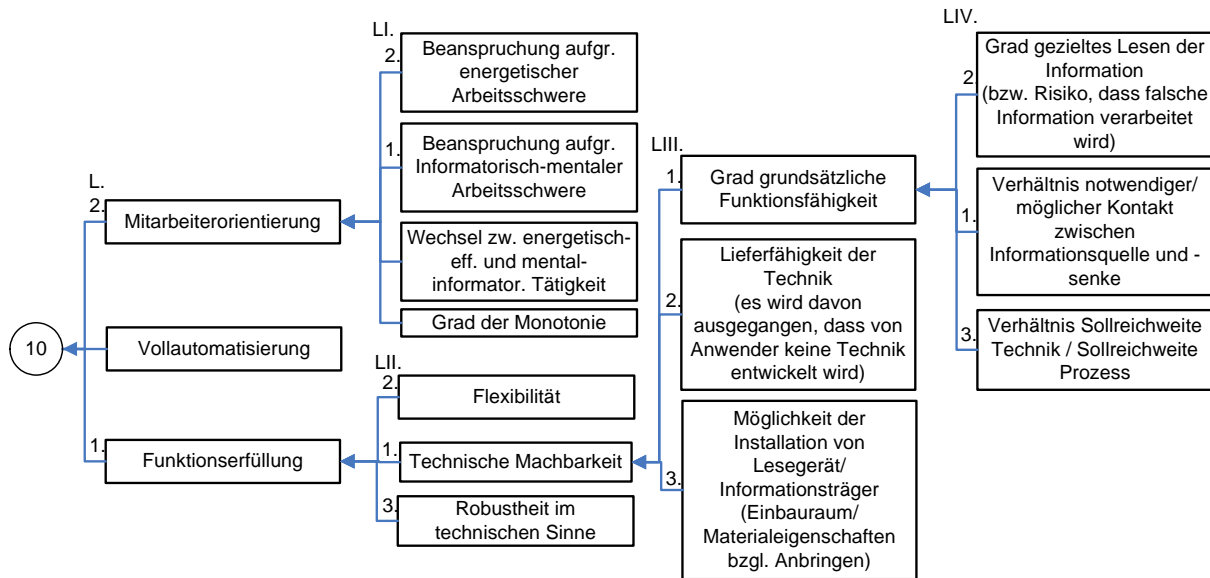 10
L.
2.
Mitarbeiterorientierung
Vollautomatisierung
1.
Funktionserfüllung
LI.
2.
Beanspruchung aufgr.
energetischer
Arbeitsschwere
1.
Beanspruchung aufgr.
Informatorisch-mentaler
Arbeitsschwere
Wechsel zw. energetisch-
eff. und mental-
informator. Tätigkeit
Grad der Monotonie
LII.
2.
Flexibilität
1.
Technische Machbarkeit
3.
Robustheit im
technischen Sinne
LIII.
1.
Grad grundsätzliche
Funktionsfähigkeit
2.
Lieferfähigkeit der
Technik
(es wird davon
ausgegangen, dass von
Anwender keine Technik
entwickelt wird)
3.
Möglichkeit der
Installation von
Lesegerät/
Informationsträger
(Einbauraum/
Materialeigenschaften
bzgl. Anbringen)
LIV.
2.
Grad gezieltes Lesen der
Information
(bzw. Risiko, dass falsche
Information verarbeitet
wird)
1.
Verhältnis notwendiger/
möglicher Kontakt
zwischen
Informationsquelle und -
senke
3.
Verhältnis Sollreichweite
Technik / Sollreichweite
Prozess